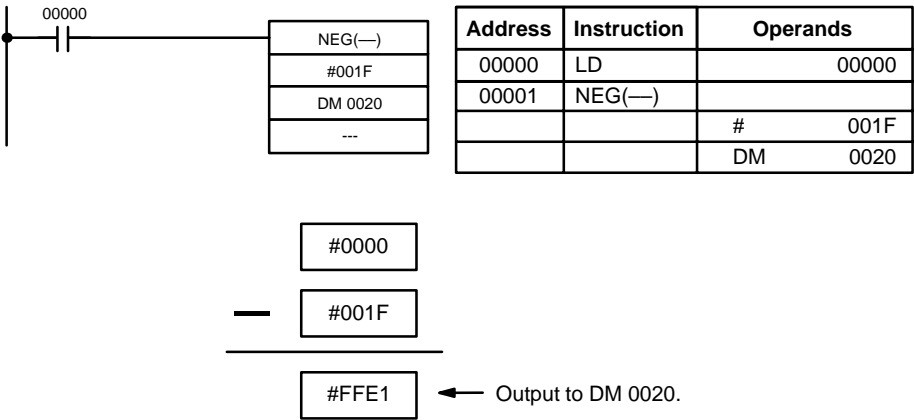 00000
NEG(—)
#001F
DM 0020
---
Address Instruction Operands
00000 LD 00000
00001 NEG(—)
# 001F
DM 0020
#0000
— #001F
#FFE1 Output to DM 0020.